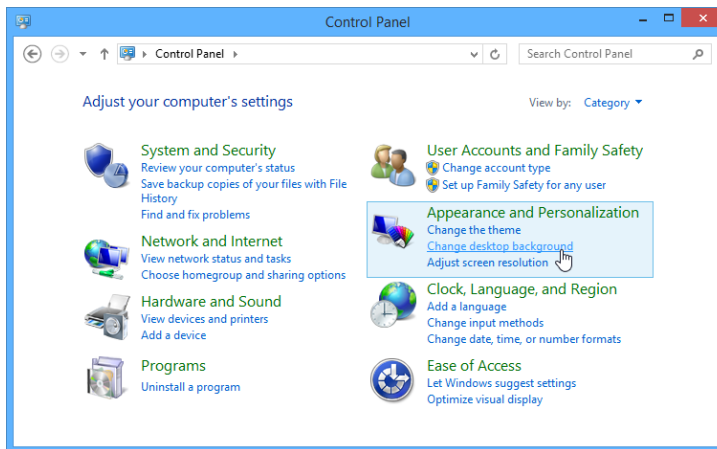 Control Panel
Control Panel
Search Control Panel
Adjust your computer's settings
View by: Category
System and Security
Review your computer's status
Save backup copies of your files with File
History
Find and fix problems
Network and Internet
View network status and tasks
Choose homegroup and sharing options
Hardware and Sound
View devices and printers
Add a device
Programs
Uninstall a program
User Accounts and Family Safety
Change account type
Set up Family Safety for any user
Appearance and Personalization
Change the theme
Change desktop background
Adjust screen resolution
Clock, Language, and Region
Add a language
Change input methods
Change date, time, or number formats
Ease of Access
Let Windows suggest settings
Optimize visual display